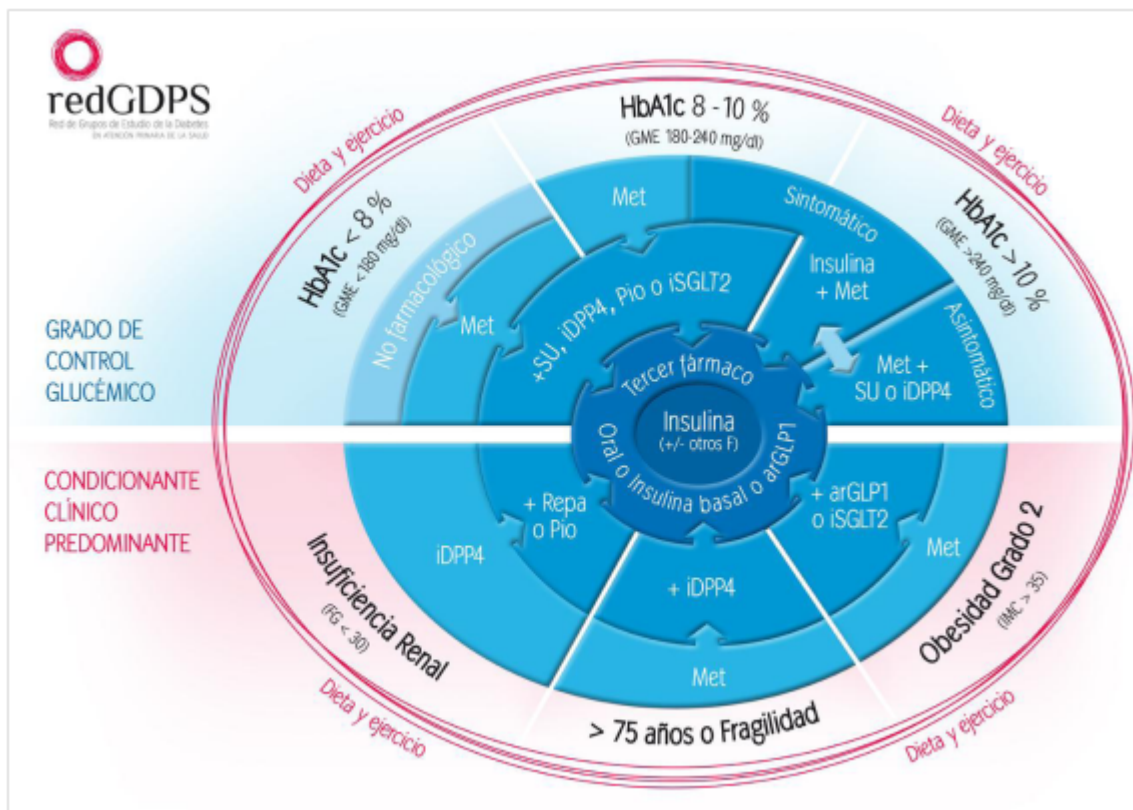 redGDPS
Red de Grupos de Estudio de la Diabetes
EN ATENCIÓN PRIMARIA DE LA SALUD
Dieta y ejercicio
HbA1c 8 - 10 %
(GME 180-240 mg/dl)
Dieta y ejercicio
HbA1c < 8 %
(GME <180 mg/dl)
HbA1c >10 %
(GME >240 mg/dl)
GRADO DE
CONTROL
GLUCÉMICO
No farmacológico
Met
Met
+SU, iDPP4, Pio o iSGLT2
Sintomático
Insulina
+ Met
Asintomático
Met +
SU o iDPP4
Tercer fármaco
Oral o Insulina basal o arGLP1
Insulina
(+/- otros F)
CONDICIONANTE
CLÍNICO
PREDOMINANTE
Insuficiencia Renal
(FG < 30)
iDPP4
+ Repa
o Pio
+ iDPP4
Met
> 75 años o Fragilidad
+ arGLP1
o iSGLT2
Met
Obesidad Grado 2
(IMC > 35)
Dieta y ejercicio
Dieta y ejercicio